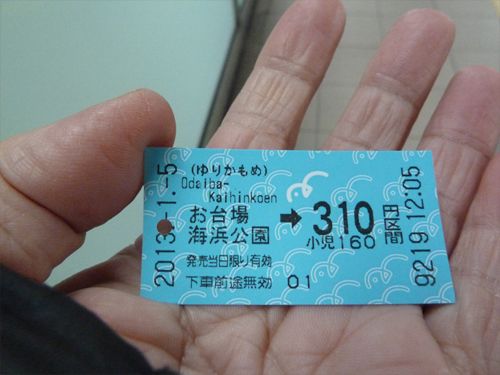 2013.-1.-5
(ゆりかもめ)
Odaiba-
Kaihinkoen
お台場
海浜公園
➡310円区間
小児160
発売当日限り有効
下車前途無効 01
9219 12.05